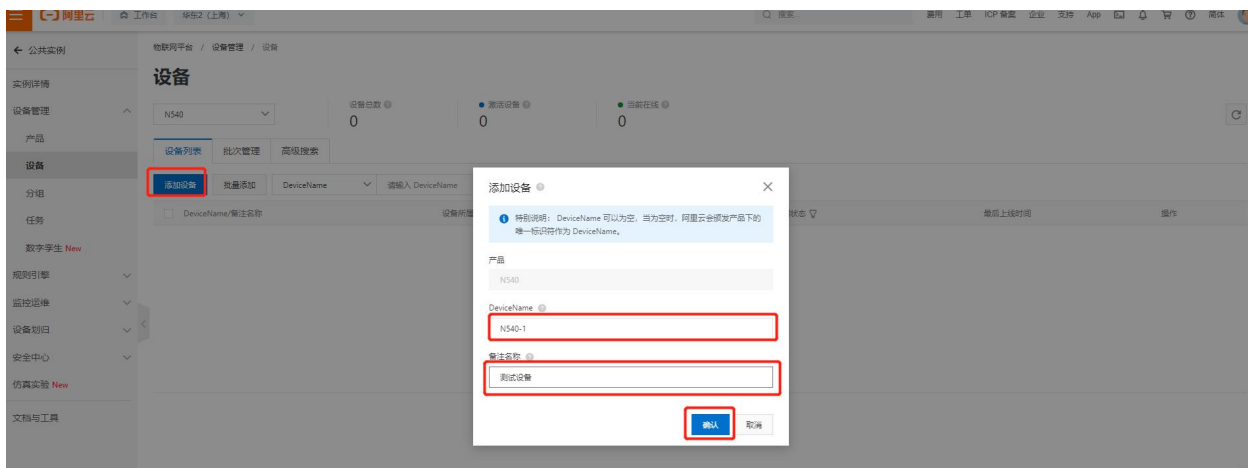 [-] 阿里云 工作台 华东2（上海） 搜索... 费用 工单 ICP 备案 企业 支持 App 简体
公共实例
物联网平台 / 设备管理 / 设备
设备
实例详情
设备管理
产品
设备
分组
任务
数字孪生 New
规则引擎
监控运维
设备划归
安全中心
仿真实验 New
文档与工具
N540
设备总数
0
激活设备
0
当前在线
0
设备列表 批次管理 高级搜索
添加设备 批量添加 DeviceName 请输入 DeviceName
DeviceName/备注名称 设备所 状态 最后上线时间 操作
添加设备
特别说明： DeviceName 可以为空，当为空时，阿里云会颁发产品下的
唯一标识符作为 DeviceName。
产品
N540
DeviceName
N540-1
备注名称
测试设备
确认 取消